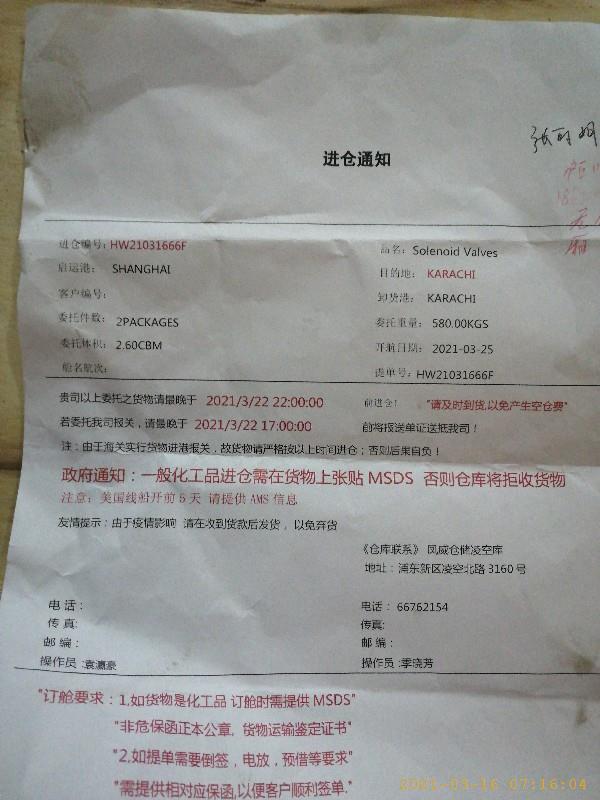 进仓通知
进仓编号: HW21031666F 品名: Solenoid Valves
启运港: SHANGHAI 目的地: KARACHI
客户编号: 卸货港: KARACHI
委托件数: 2PACKAGES 委托重量: 580.00KGS
委托体积: 2.60CBM 开航日期: 2021-03-25
船名航次: 提单号: HW21031666F
贵司以上委托之货物请最晚于 2021/3/22 22:00:00 前进仓! "请及时到货,以免产生空仓费"
若委托我司报关，请最晚于 2021/3/22 17:00:00 前将报送单证送抵我司！
注：由于海关实行货物进港报关，故货物请严格按以上时间进仓；否则后果自负！
政府通知：一般化工品进仓需在货物上张贴 MSDS 否则仓库将拒收货物
注意：美国线船开前 5 天 请提供 AMS 信息
友情提示：由于疫情影响 请在收到货款后发货，以免弃货
《仓库联系》 凤威仓储凌空库
地址：浦东新区凌空北路 3160 号
电话： 电话： 66762154
传真: 传真:
邮编： 邮编：
操作员 :袁瀛豪 操作员 :季晓芳
"订舱要求：1,如货物是化工品 订舱时需提供 MSDS"
"非危保函正本公章, 货物运输鉴定证书"
"2,如提单需要倒签，电放，预借等要求"
"需提供相对应保函,以便客户顺利签单."
2021-03-16 07:16:04